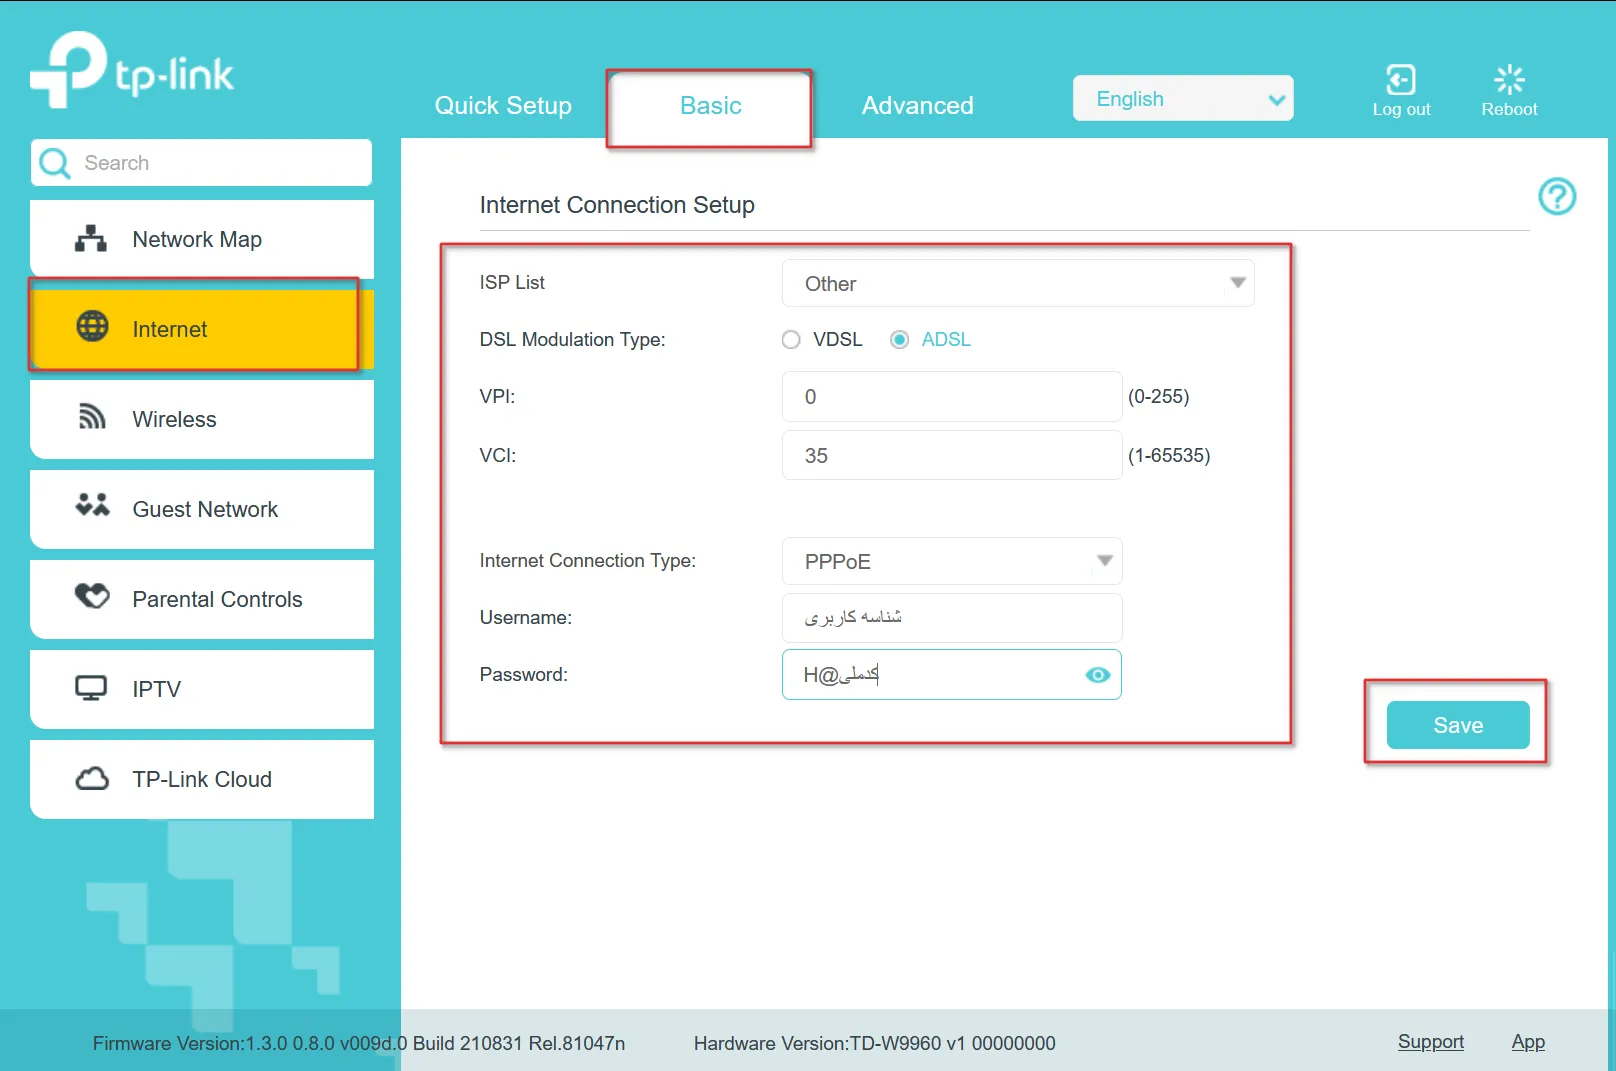 tp-link
Quick Setup
Basic
Advanced
English
Log out
Reboot
Search
Network Map
Internet
Wireless
Guest Network
Parental Controls
IPTV
TP-Link Cloud
Internet Connection Setup
?
ISP List
Other
DSL Modulation Type:
VDSL
ADSL
VPI:
0
(0-255)
VCI:
35
(1-65535)
Internet Connection Type:
PPPoE
Username:
شناسه کاربری
Password:
H@کدملی
Save
Firmware Version:1.3.0 0.8.0 v009d.0 Build 210831 Rel.81047n
Hardware Version:TD-W9960 v1 00000000
Support
App